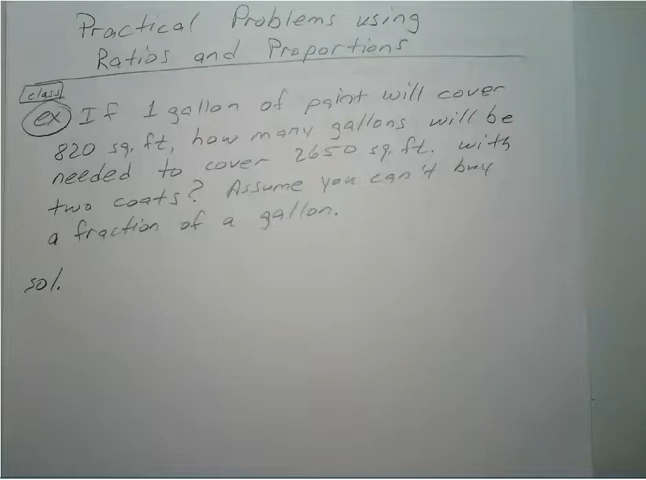 Practical Problems using
Ratios and Proportions
class
ex If 1 gallon of paint will cover
820 sq. ft, how many gallons will be
needed to cover 2650 sq. ft. with
two coats? Assume you can't buy
a fraction of a gallon.
sol.